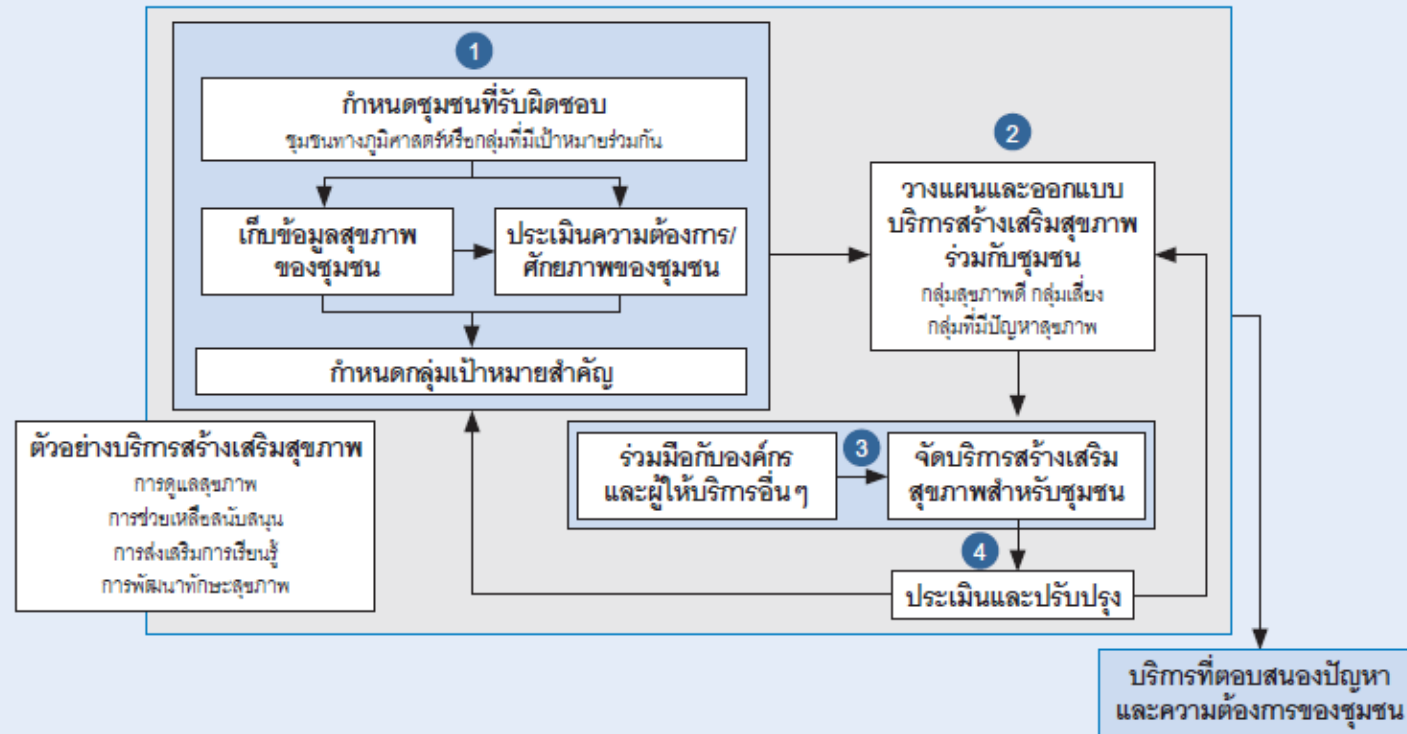 1
กำหนดชุมชนที่รับผิดชอบ
ชุมชนทางภูมิศาสตร์หรือกลุ่มที่มีเป้าหมายร่วมกัน
เก็บข้อมูลสุขภาพ
ของชุมชน
ประเมินความต้องการ/
ศักยภาพของชุมชน
กำหนดกลุ่มเป้าหมายสำคัญ
2
วางแผนและออกแบบ
บริการสร้างเสริมสุขภาพ
ร่วมกับชุมชน
กลุ่มสุขภาพดี กลุ่มเสี่ยง
กลุ่มที่มีปัญหาสุขภาพ
ตัวอย่างบริการสร้างเสริมสุขภาพ
การดูแลสุขภาพ
การช่วยเหลือสนับสนุน
การส่งเสริมการเรียนรู้
การพัฒนาทักษะสุขภาพ
ร่วมมือกับองค์กร
และผู้ให้บริการอื่นๆ
3
จัดบริการสร้างเสริม
สุขภาพสำหรับชุมชน
4
ประเมินและปรับปรุง
บริการที่ตอบสนองปัญหา
และความต้องการของชุมชน